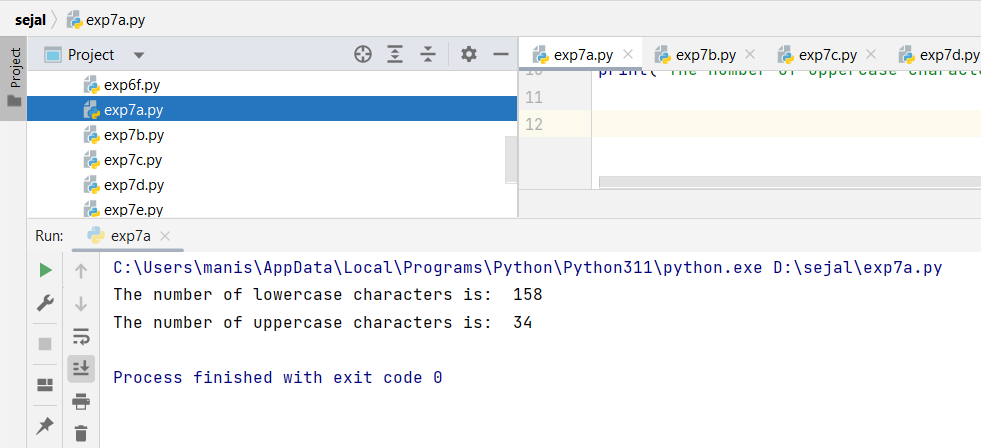 sejal exp7a.py
Project
Project
exp6f.py
exp7a.py
exp7b.py
exp7c.py
exp7d.py
exp7e.py
exp7a.py exp7b.py exp7c.py exp7d.py
10 print( The number of uppercase characte
11
12
Run: exp7a
C:\Users\manis\AppData\Local\Programs\Python\Python311\python.exe D:\sejal\exp7a.py
The number of lowercase characters is: 158
The number of uppercase characters is: 34
Process finished with exit code 0